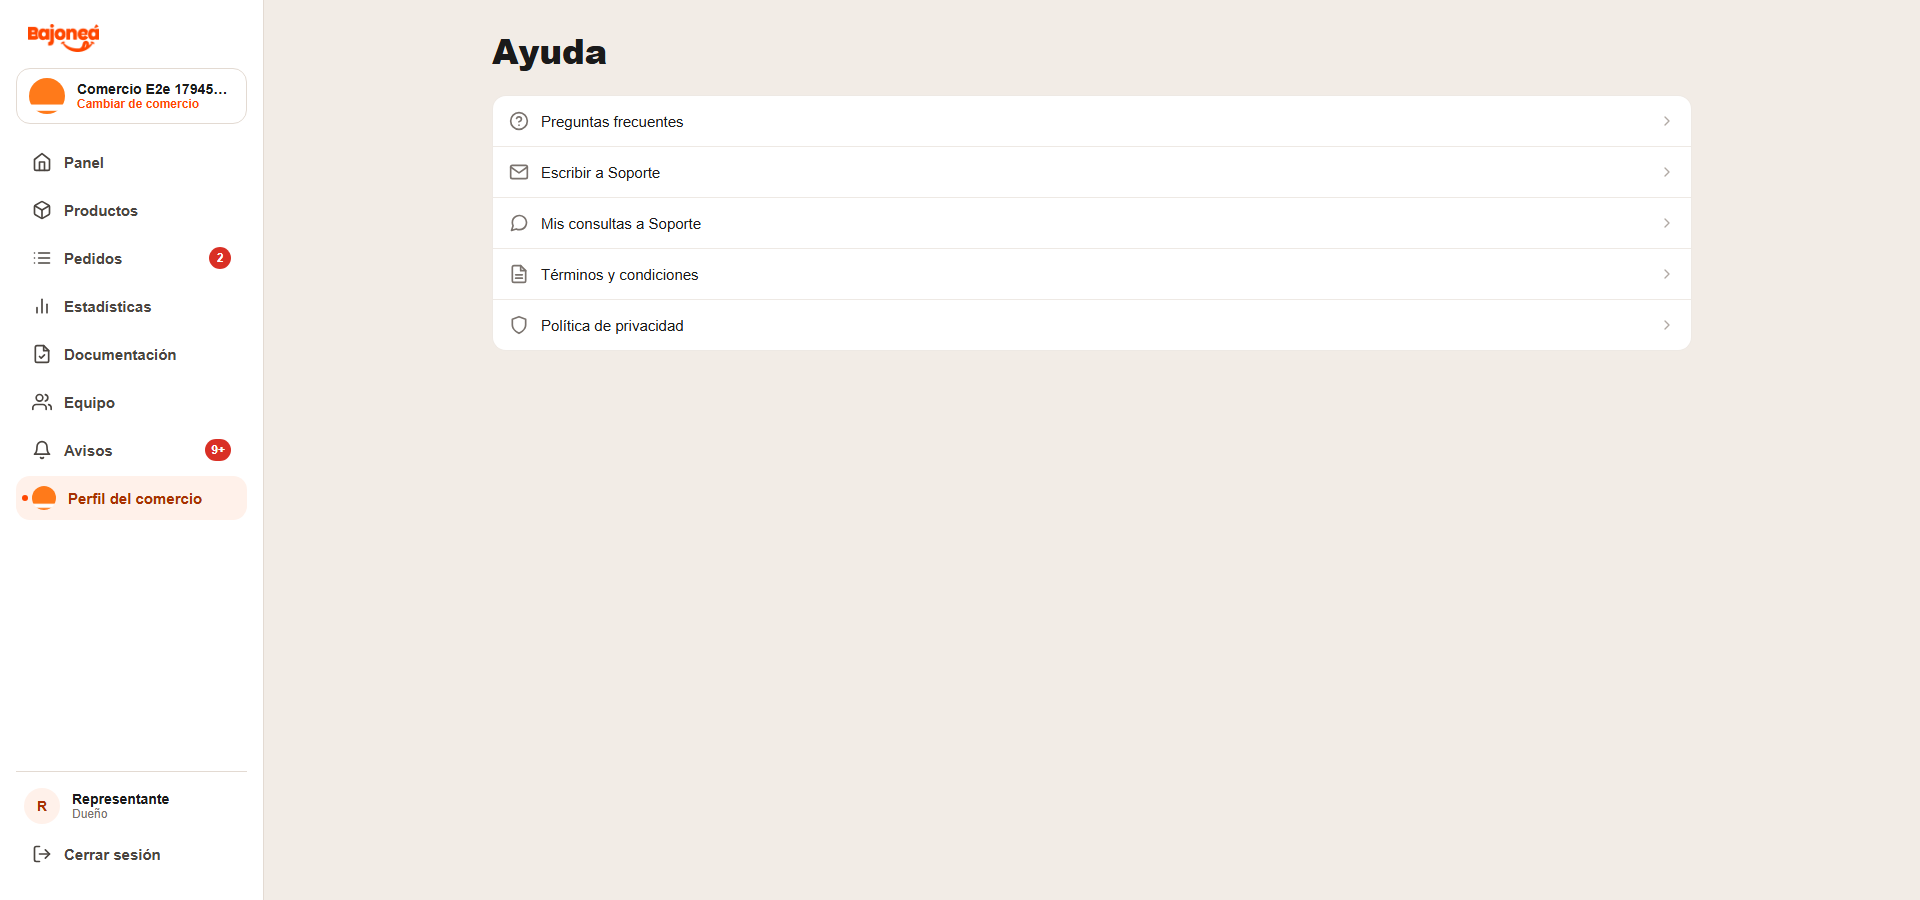 Bajoneá
Comercio E2e 17945...
Cambiar de comercio
Panel
Productos
Pedidos 2
Estadísticas
Documentación
Equipo
Avisos 9+
Perfil del comercio
R
Representante
Dueño
Cerrar sesión
Ayuda
Preguntas frecuentes
Escribir a Soporte
Mis consultas a Soporte
Términos y condiciones
Política de privacidad